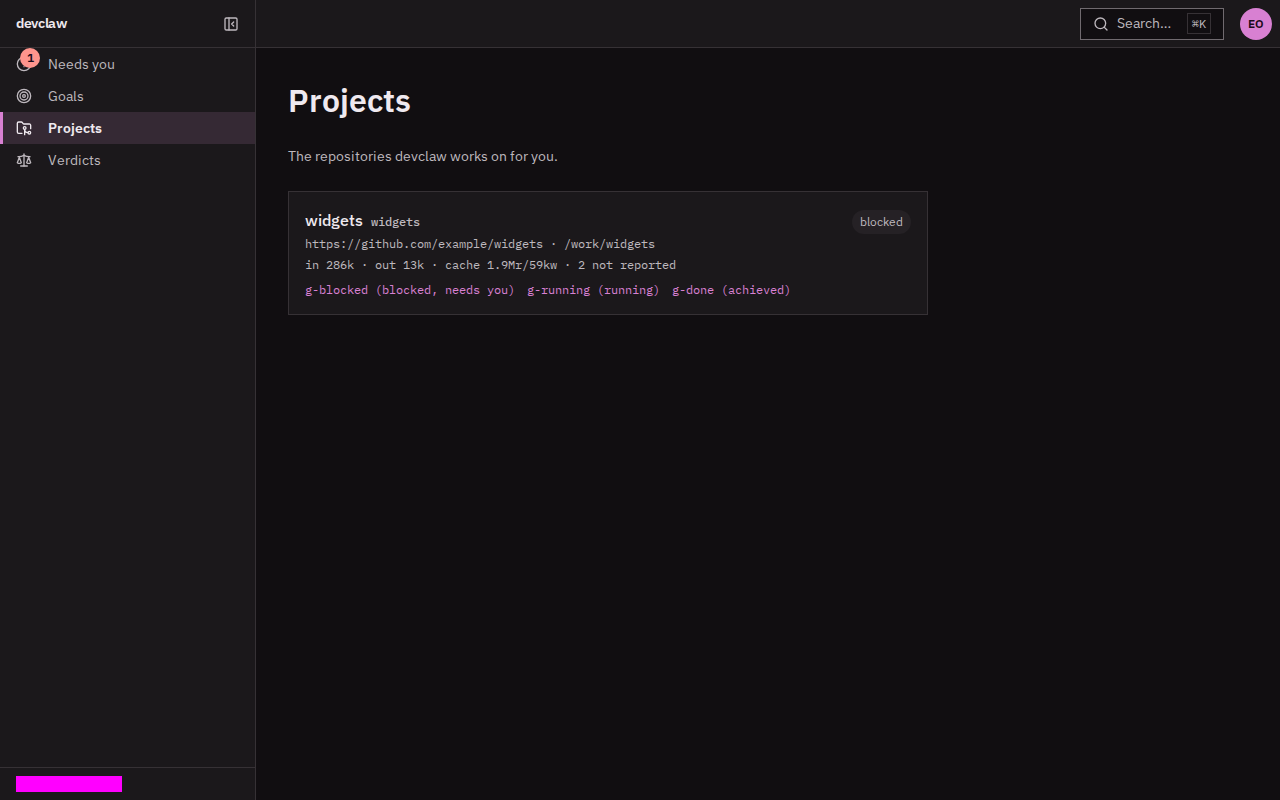 devclaw
Search... ⌘K
EO
1
Needs you
Goals
Projects
Verdicts
Projects
The repositories devclaw works on for you.
widgets widgets
blocked
https://github.com/example/widgets · /work/widgets
in 286k · out 13k · cache 1.9Mr/59kw · 2 not reported
g-blocked (blocked, needs you) g-running (running) g-done (achieved)